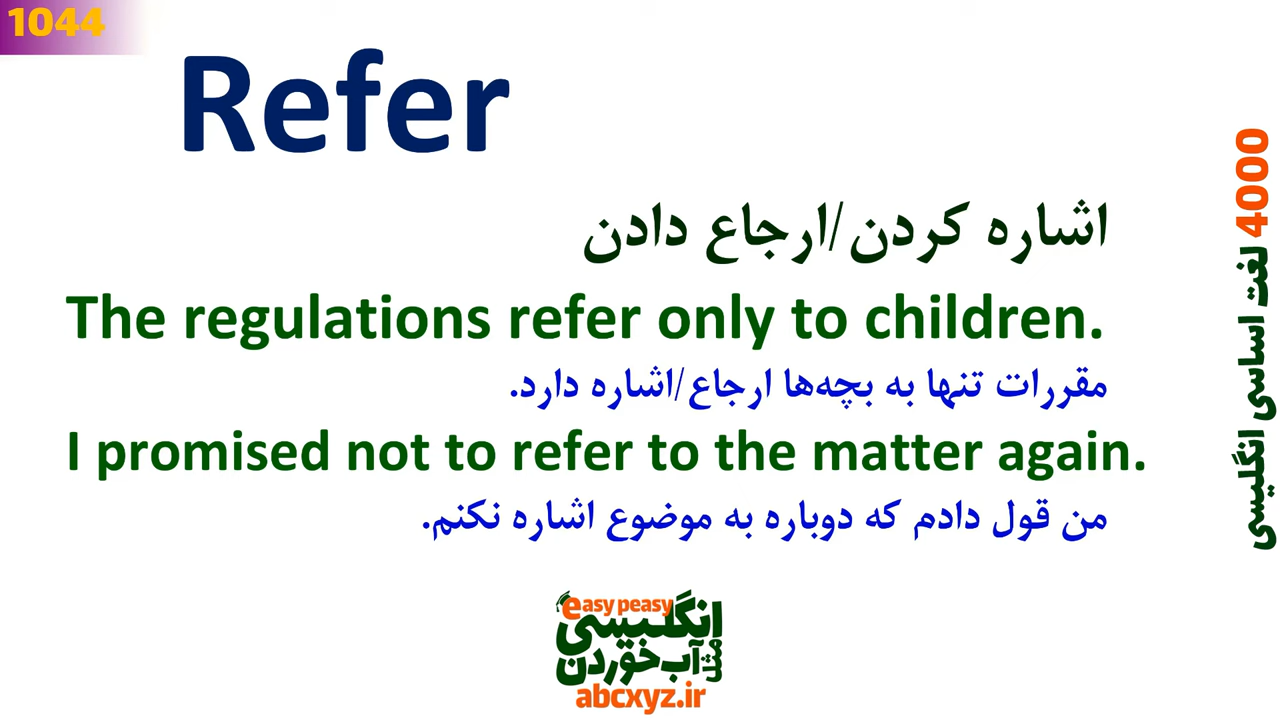 1044
Refer
اشاره کردن/ارجاع دادن
The regulations refer only to children.
مقررات تنها به بچه‌ها ارجاع/اشاره دارد.
I promised not to refer to the matter again.
من قول دادم که دوباره به موضوع اشاره نکنم.
4000 لغت اساسی انگلیسی
easy peasy
انگلیسی
مثل آب خوردن
abcxyz.ir